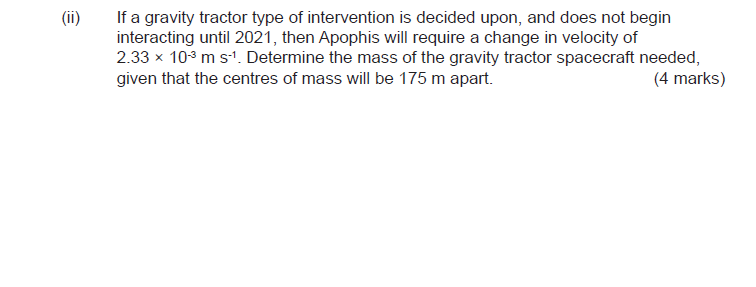 (ii) If a gravity tractor type of intervention is decided upon, and does not begin
interacting until 2021, then Apophis will require a change in velocity of
2.33 × 10⁻³ m s⁻¹. Determine the mass of the gravity tractor spacecraft needed,
given that the centres of mass will be 175 m apart. (4 marks)